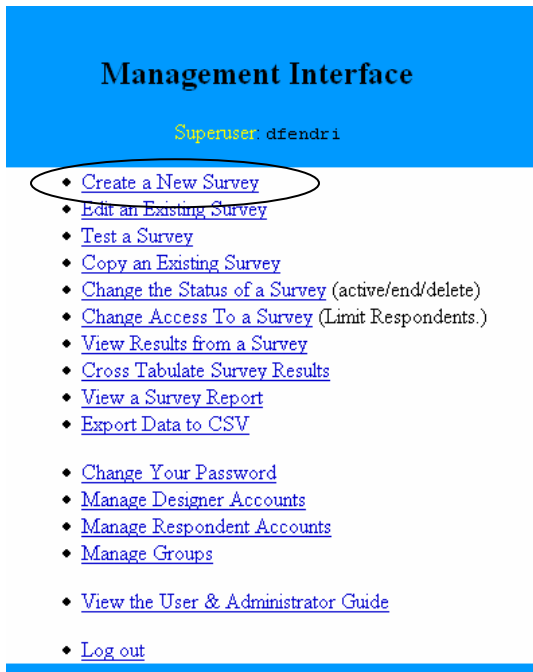 Management Interface
Superuser: dfendri
Create a New Survey
Edit an Existing Survey
Test a Survey
Copy an Existing Survey
Change the Status of a Survey (active/end/delete)
Change Access To a Survey (Limit Respondents.)
View Results from a Survey
Cross Tabulate Survey Results
View a Survey Report
Export Data to CSV
Change Your Password
Manage Designer Accounts
Manage Respondent Accounts
Manage Groups
View the User & Administrator Guide
Log out